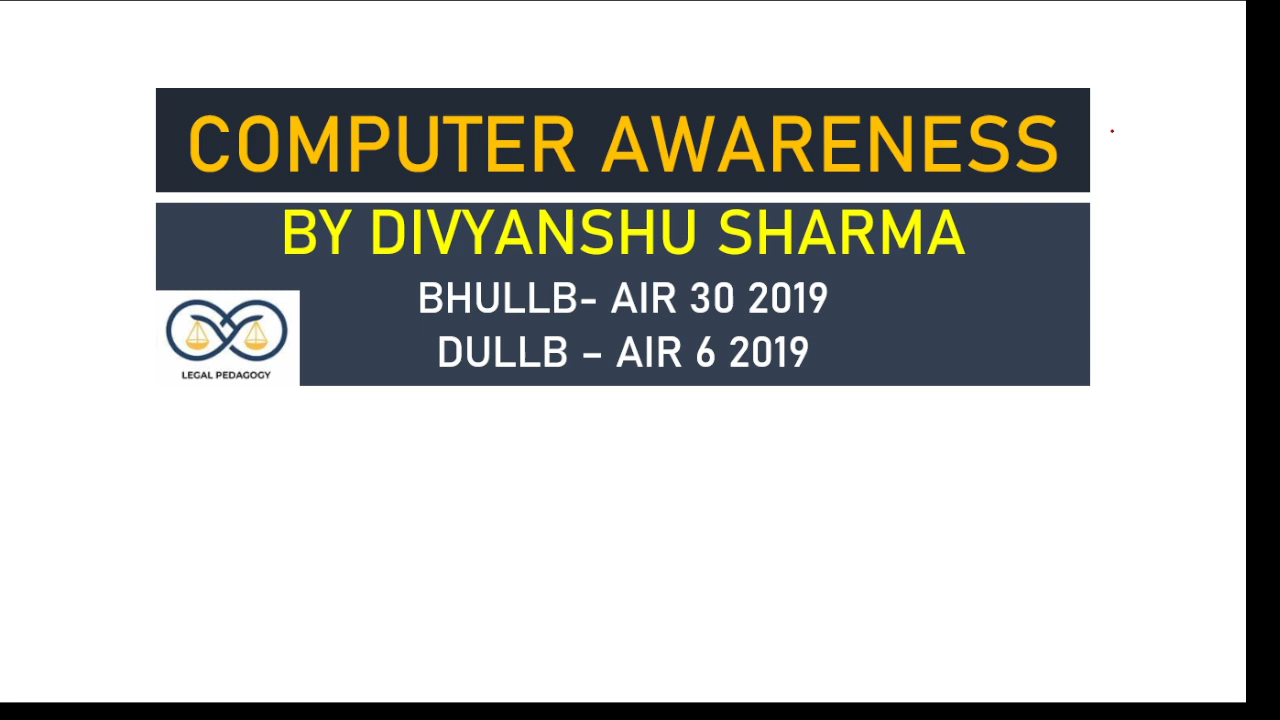 COMPUTER AWARENESS
BY DIVYANSHU SHARMA
BHULLB- AIR 30 2019
DULLB – AIR 6 2019
LEGAL PEDAGOGY